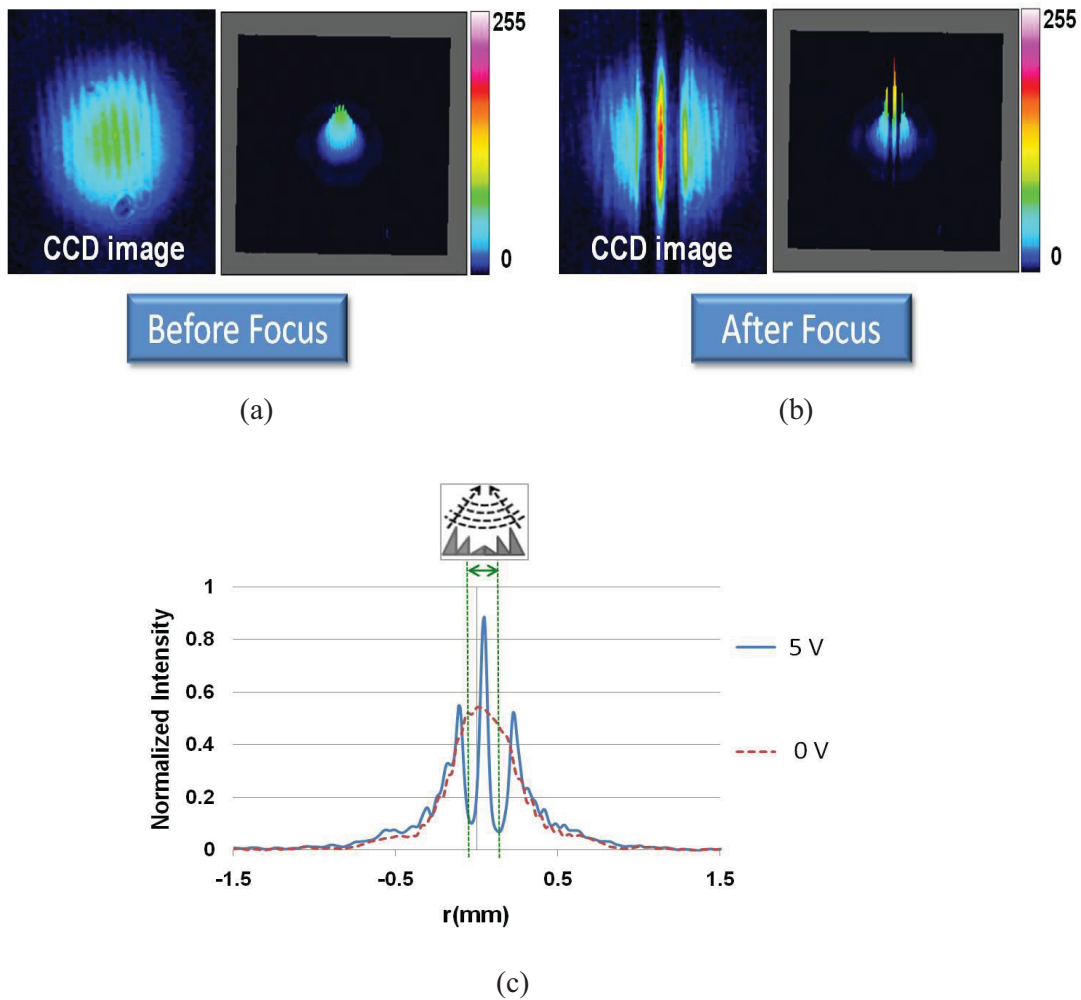 255
CCD image
0
Before Focus
(a)
255
CCD image
0
After Focus
(b)
1
0.8
0.6
0.4
0.2
0
Normalized Intensity
-1.5
-0.5
0.5
1.5
r(mm)
5 V
0 V
(c)